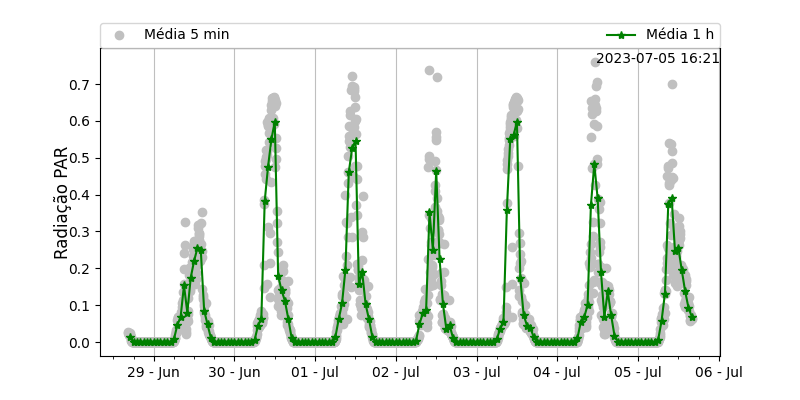 Média 5 min
Média 1 h
2023-07-05 16:21
Radiação PAR
0.7
0.6
0.5
0.4
0.3
0.2
0.1
0.0
29 - Jun
30 - Jun
01 - Jul
02 - Jul
03 - Jul
04 - Jul
05 - Jul
06 - Jul